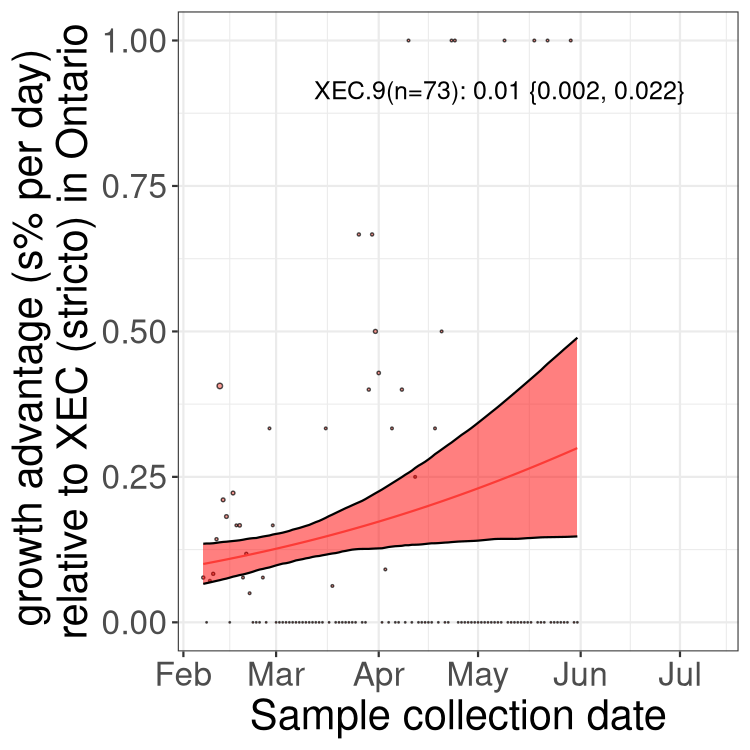 growth advantage (s% per day)
relative to XEC (stricto) in Ontario
1.00
0.75
0.50
0.25
0.00
XEC.9(n=73): 0.01 {0.002, 0.022}
Feb Mar Apr May Jun Jul
Sample collection date